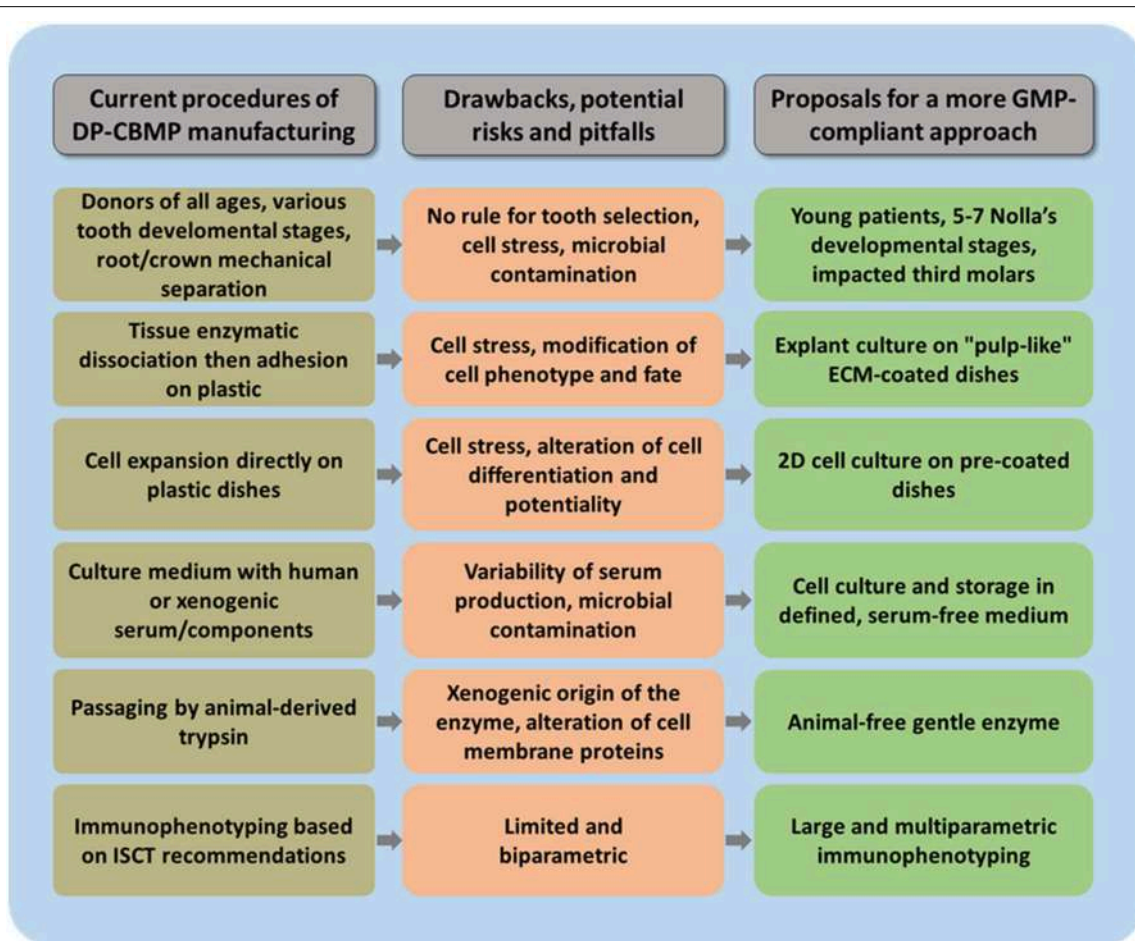 Current procedures of
DP-CBMP manufacturing
Drawbacks, potential
risks and pitfalls
Proposals for a more GMP-
compliant approach
Donors of all ages, various
tooth develomental stages,
root/crown mechanical
separation
No rule for tooth selection,
cell stress, microbial
contamination
Young patients, 5-7 Nolla's
developmental stages,
impacted third molars
Tissue enzymatic
dissociation then adhesion
on plastic
Cell stress, modification of
cell phenotype and fate
Explant culture on "pulp-like"
ECM-coated dishes
Cell expansion directly on
plastic dishes
Cell stress, alteration of cell
differentiation and
potentiality
2D cell culture on pre-coated
dishes
Culture medium with human
or xenogenic
serum/components
Variability of serum
production, microbial
contamination
Cell culture and storage in
defined, serum-free medium
Passaging by animal-derived
trypsin
Xenogenic origin of the
enzyme, alteration of cell
membrane proteins
Animal-free gentle enzyme
Immunophenotyping based
on ISCT recommendations
Limited and
biparametric
Large and multiparametric
immunophenotyping